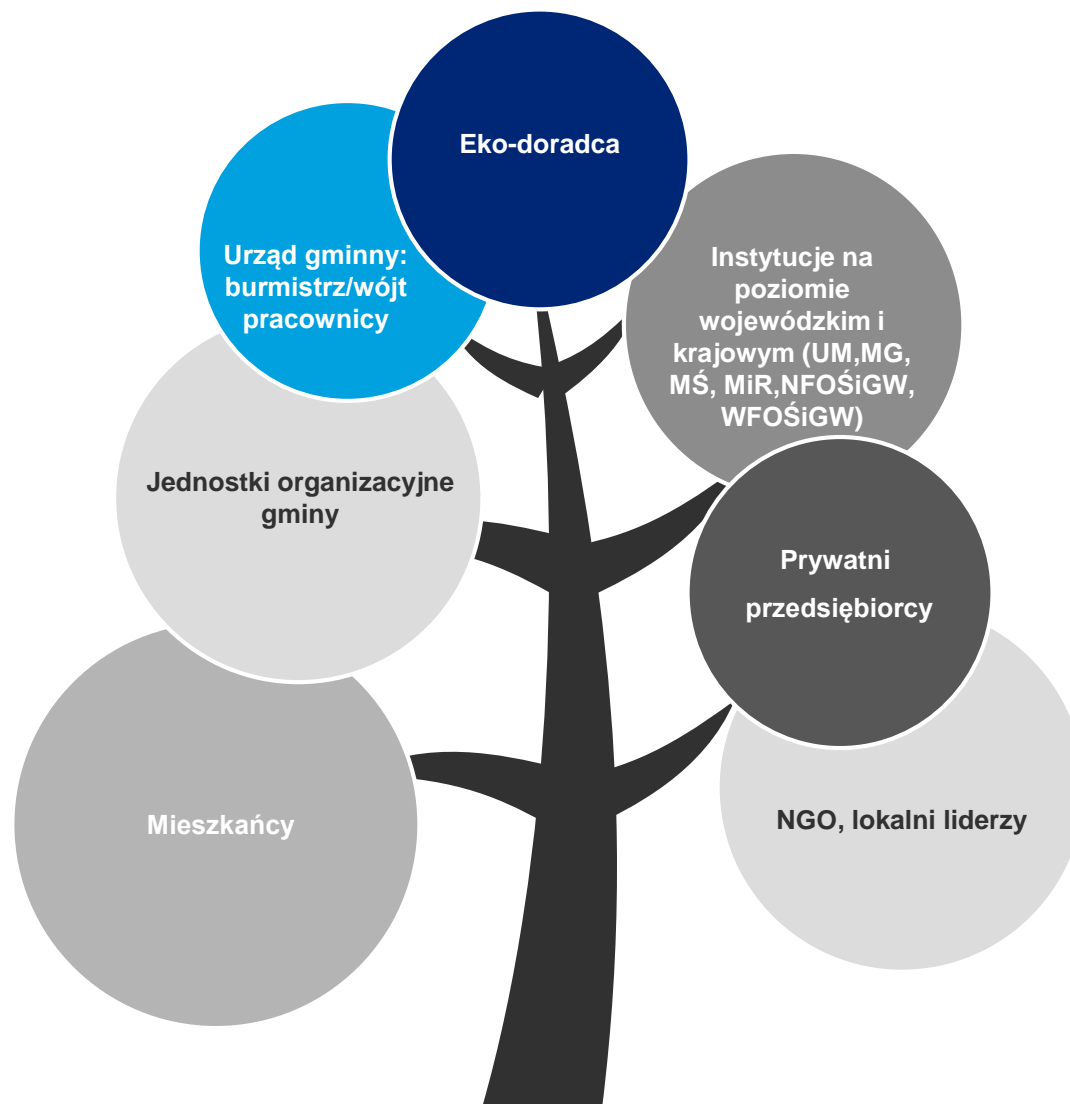 Eko-doradca
Urząd gminny:
burmistrz/wójt
pracownicy
Instytucje na
poziomie
wojewódzkim i
krajowym (UM,MG,
MŚ, MiR,NFOŚiGW,
WFOŚiGW)
Jednostki organizacyjne
gminy
Prywatni
przedsiębiorcy
Mieszkańcy
NGO, lokalni liderzy